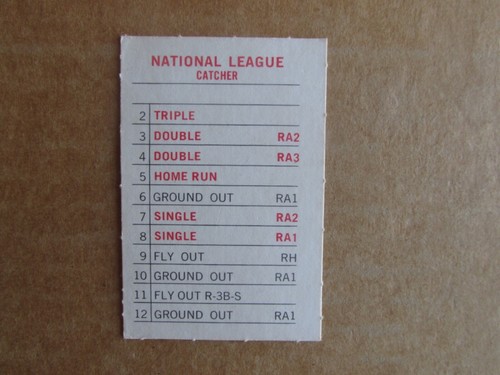 NATIONAL LEAGUE
CATCHER
2 TRIPLE
3 DOUBLE RA2
4 DOUBLE RA3
5 HOME RUN
6 GROUND OUT RA1
7 SINGLE RA2
8 SINGLE RA1
9 FLY OUT RH
10 GROUND OUT RA1
11 FLY OUT R-3B-S
12 GROUND OUT RA1